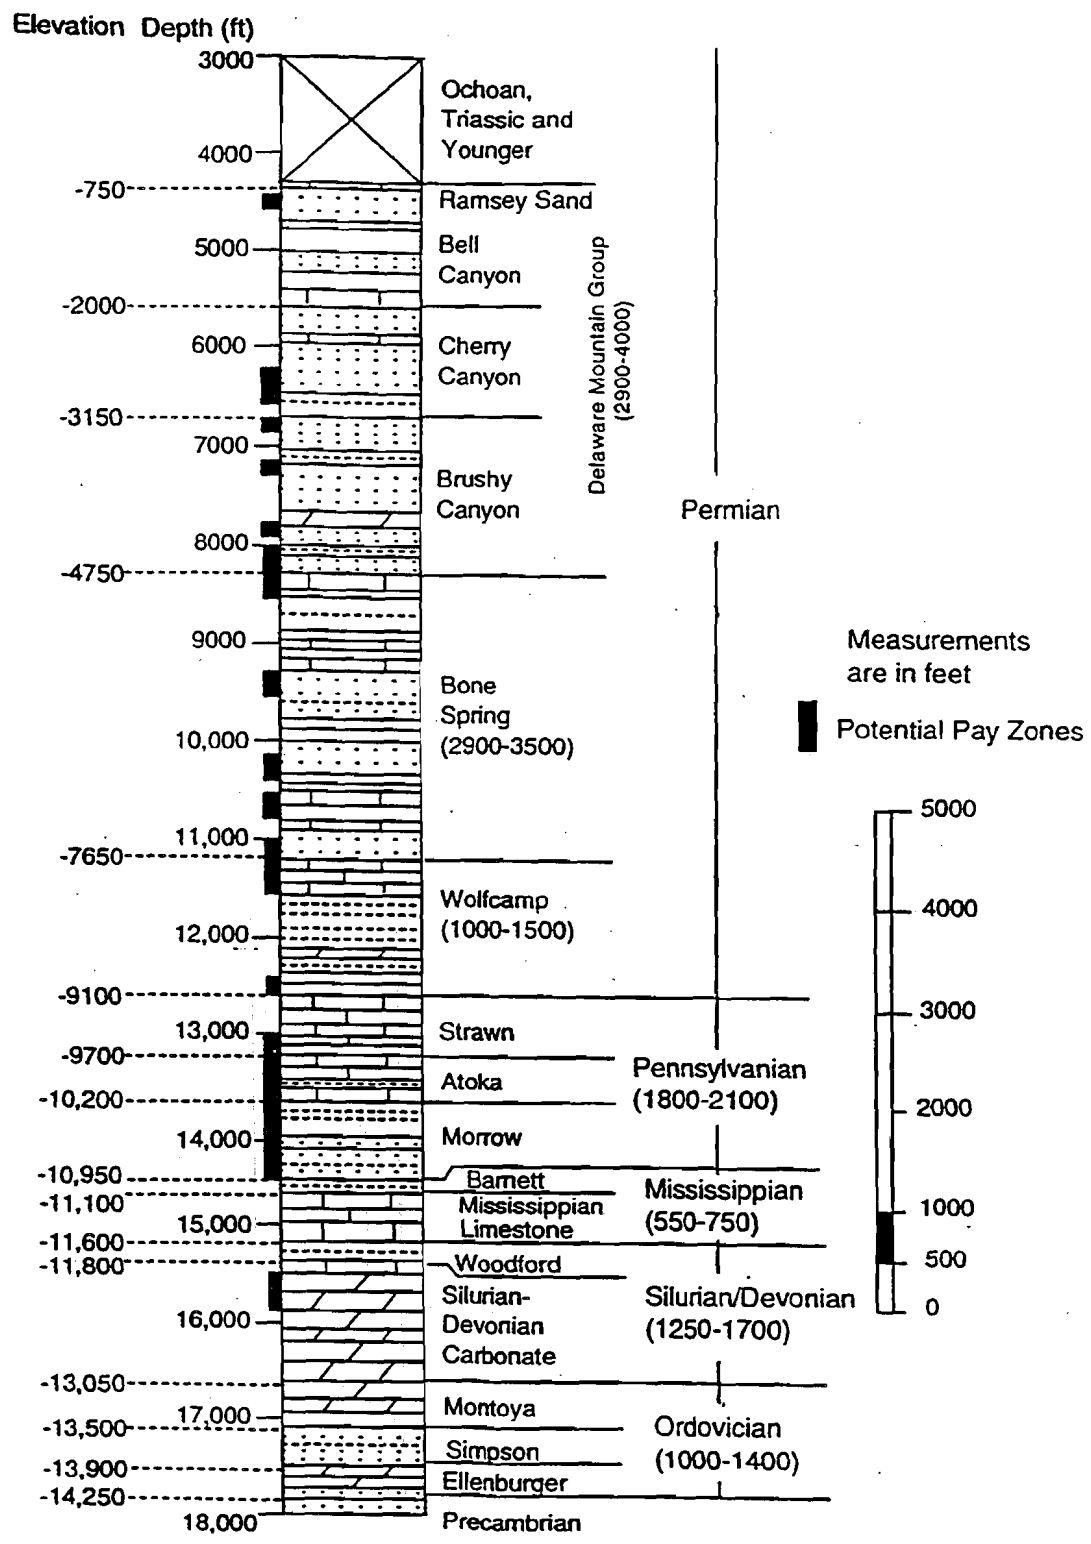 Elevation Depth (ft)
3000
Ochoan,
Triassic and
Younger
4000
-750
Ramsey Sand
Bell
Canyon
5000
-2000
Cherry
Canyon
6000
-3150
7000
Brushy
Canyon
8000
-4750
Delaware Mountain Group
(2900-4000)
Permian
9000
Bone
Spring
(2900-3500)
10,000
11,000
-7650
Wolfcamp
(1000-1500)
12,000
-9100
13,000
Strawn
-9700
Atoka
-10,200
Pennsylvanian
(1800-2100)
14,000
Morrow
-10,950
Barnett
-11,100
Mississippian
Limestone
15,000
Mississippian
(550-750)
-11,600
Woodford
-11,800
Silurian-
Devonian
Carbonate
16,000
Silurian/Devonian
(1250-1700)
-13,050
Montoya
17,000
-13,500
Simpson
Ordovician
(1000-1400)
-13,900
Ellenburger
-14,250
18,000
Precambrian
Measurements
are in feet
Potential Pay Zones
5000
4000
3000
2000
1000
500
0